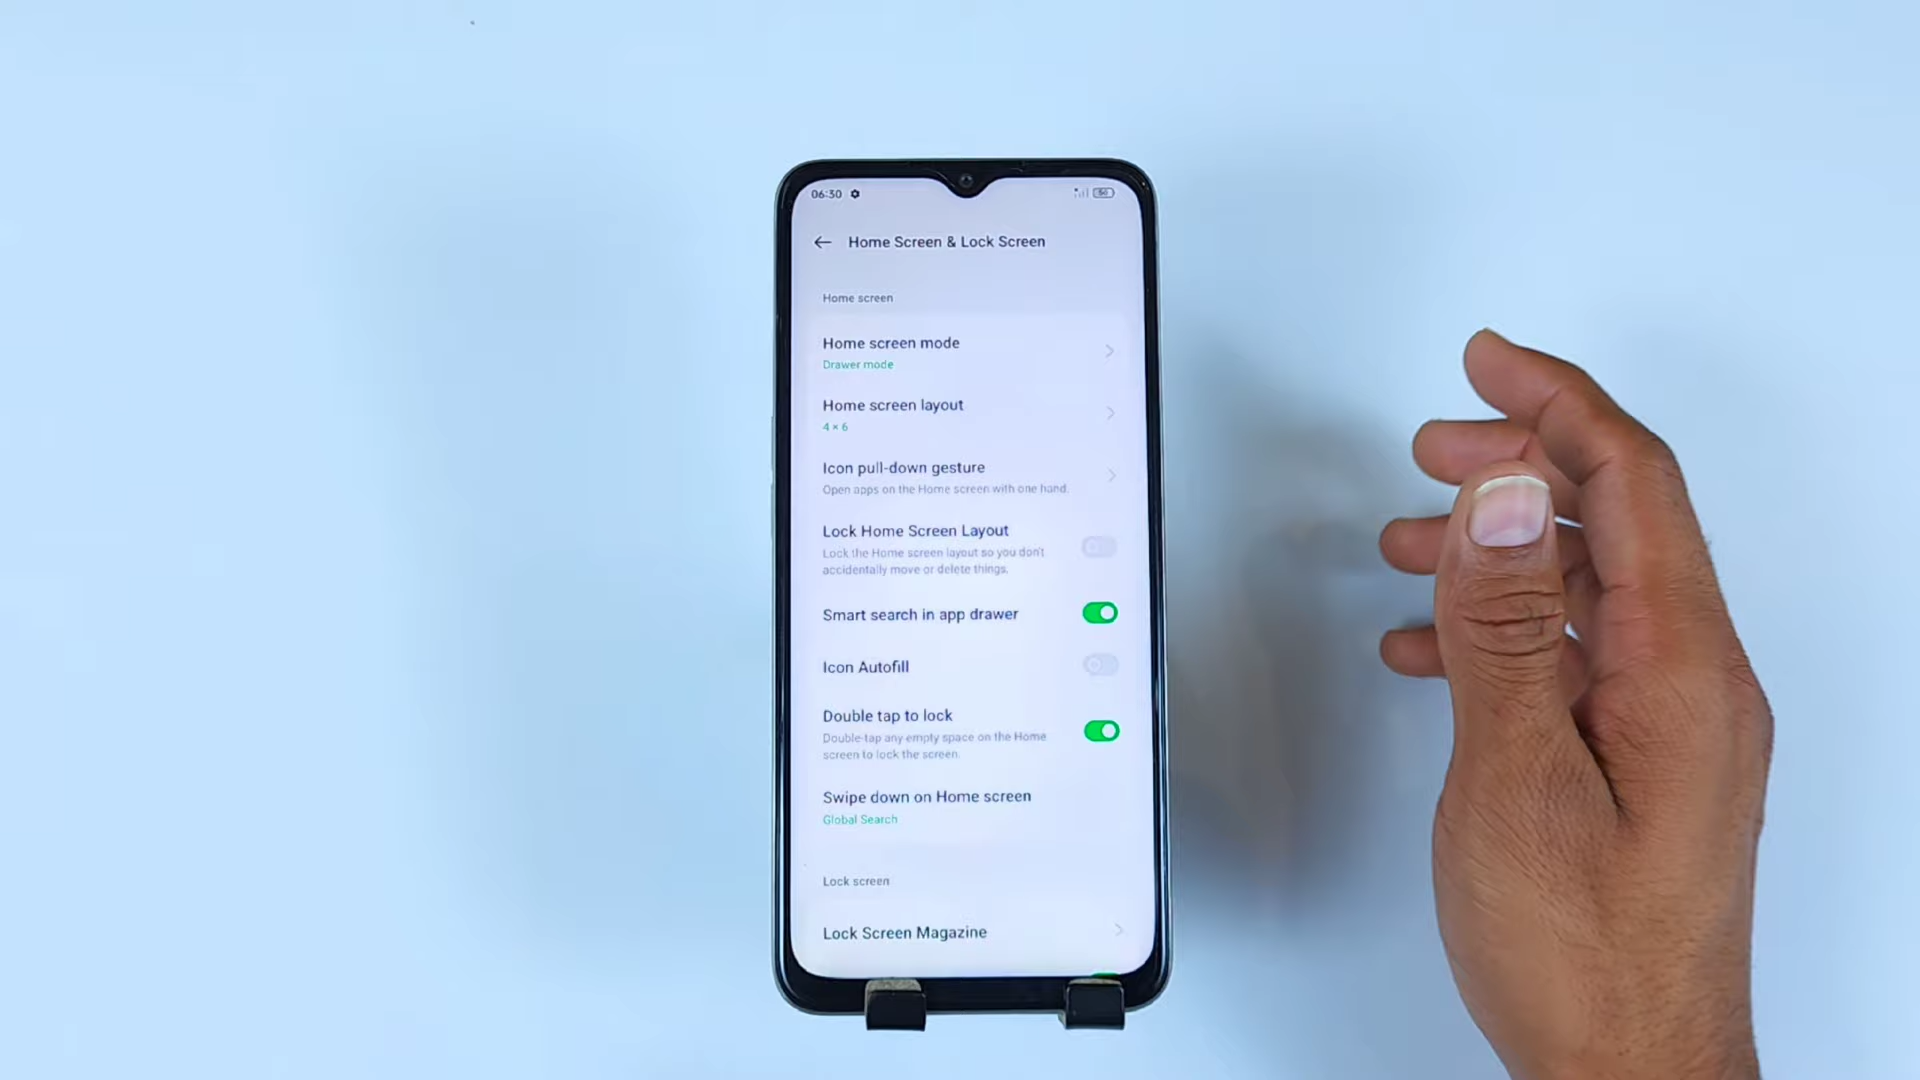 06:30
50
Home Screen & Lock Screen
Home screen
Home screen mode
Drawer mode
Home screen layout
4 × 6
Icon pull-down gesture
Open apps on the Home screen with one hand.
Lock Home Screen Layout
Lock the Home screen layout so you don't
accidentally move or delete things.
Smart search in app drawer
Icon Autofill
Double tap to lock
Double-tap any empty space on the Home
screen to lock the screen.
Swipe down on Home screen
Global Search
Lock screen
Lock Screen Magazine